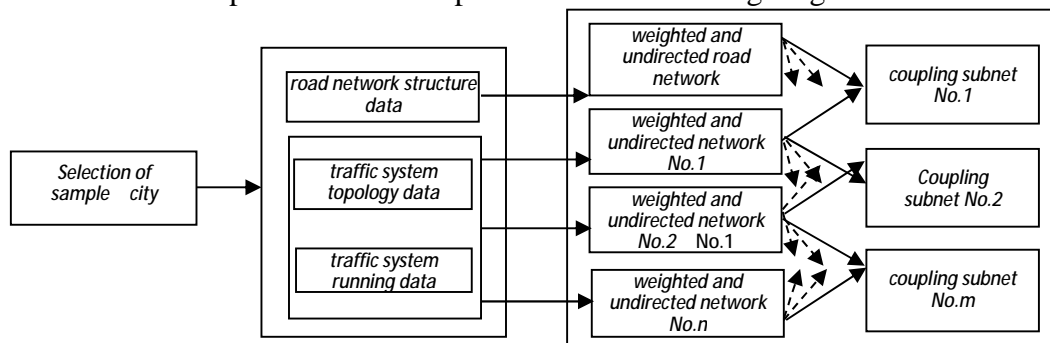 weighted and
undirected road
network
road network structure
data
coupling subnet
No.1
weighted and
undirected network
No.1
Selection of
sample city
traffic system
topology data
Coupling
subnet No.2
weighted and
undirected network
No.2 No.1
traffic system
running data
weighted and
undirected network
No.n
coupling subnet
No.m